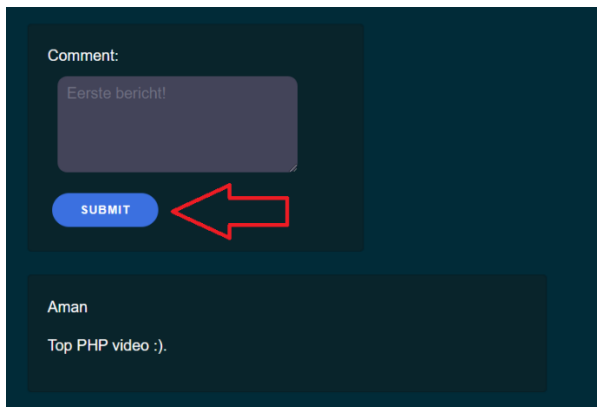 Comment:
Eerste bericht!
SUBMIT
Aman
Top PHP video :).